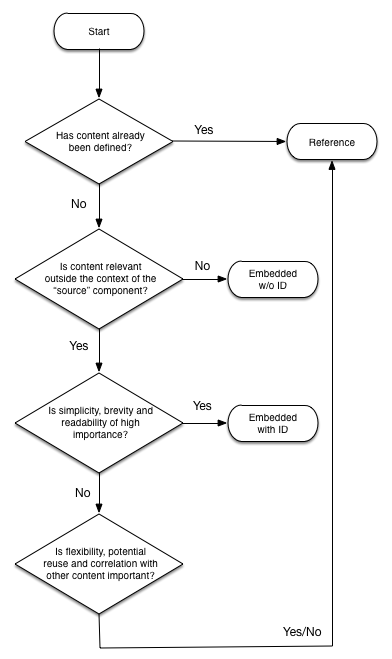 Start
Has content already
been defined?
Yes
Reference
No
Is content relevant
outside the context of the
“source” component?
No
Embedded
w/o ID
Yes
Is simplicity, brevity and
readability of high
importance?
Yes
Embedded
with ID
No
Is flexibility, potential
reuse and correlation with
other content important?
Yes/No